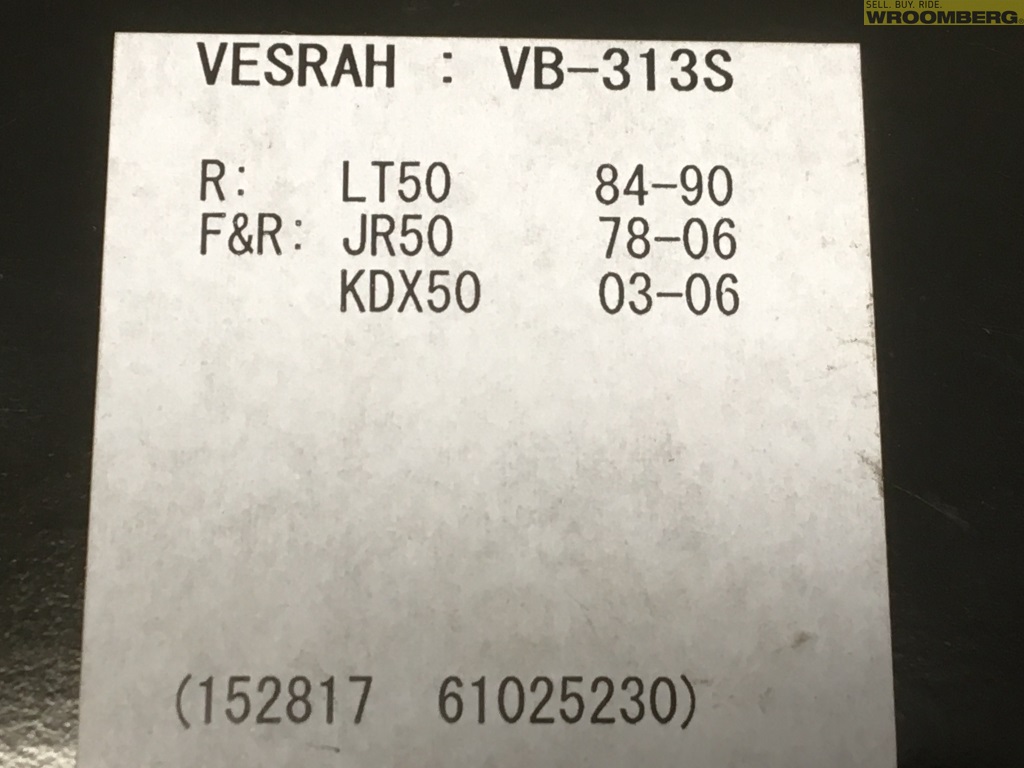 SELL. BUY. RIDE.
WROOMBERG
VESRAH : VB-313S
R: LT50 84-90
F&R: JR50 78-06
KDX50 03-06
(152817 61025230)